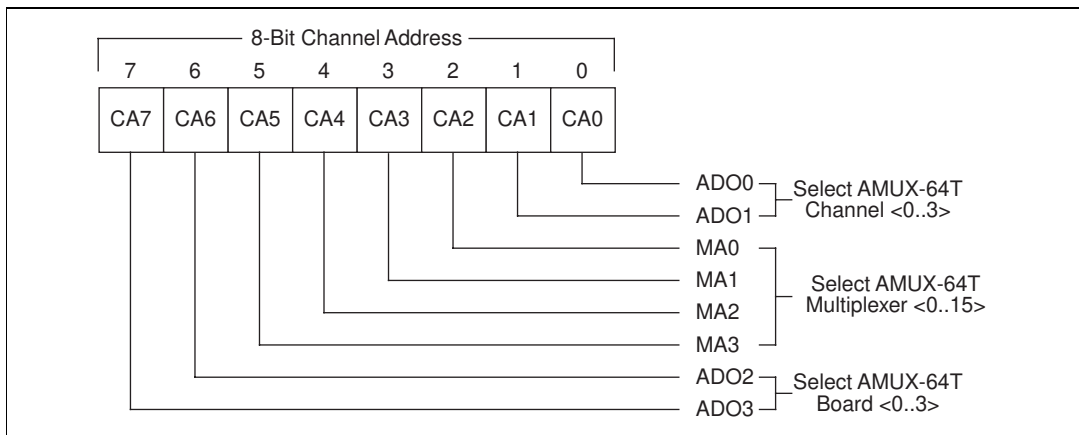 8-Bit Channel Address
7 6 5 4 3 2 1 0
CA7 CA6 CA5 CA4 CA3 CA2 CA1 CA0
ADO0
ADO1
Select AMUX-64T
Channel <0..3>
MA0
MA1
MA2
MA3
Select AMUX-64T
Multiplexer <0..15>
ADO2
ADO3
Select AMUX-64T
Board <0..3>